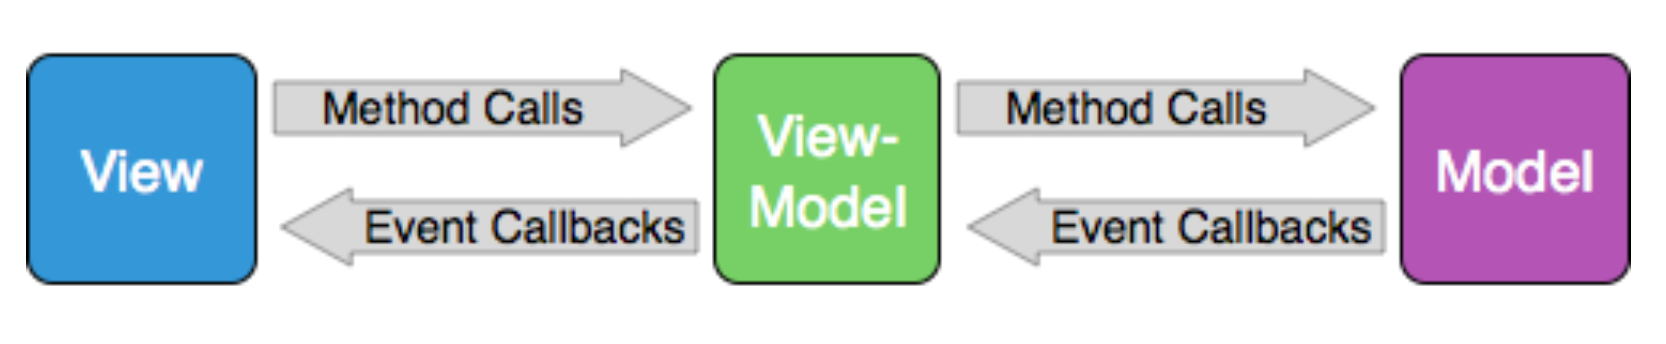 View
Method Calls
Event Callbacks
View-
Model
Method Calls
Event Callbacks
Model